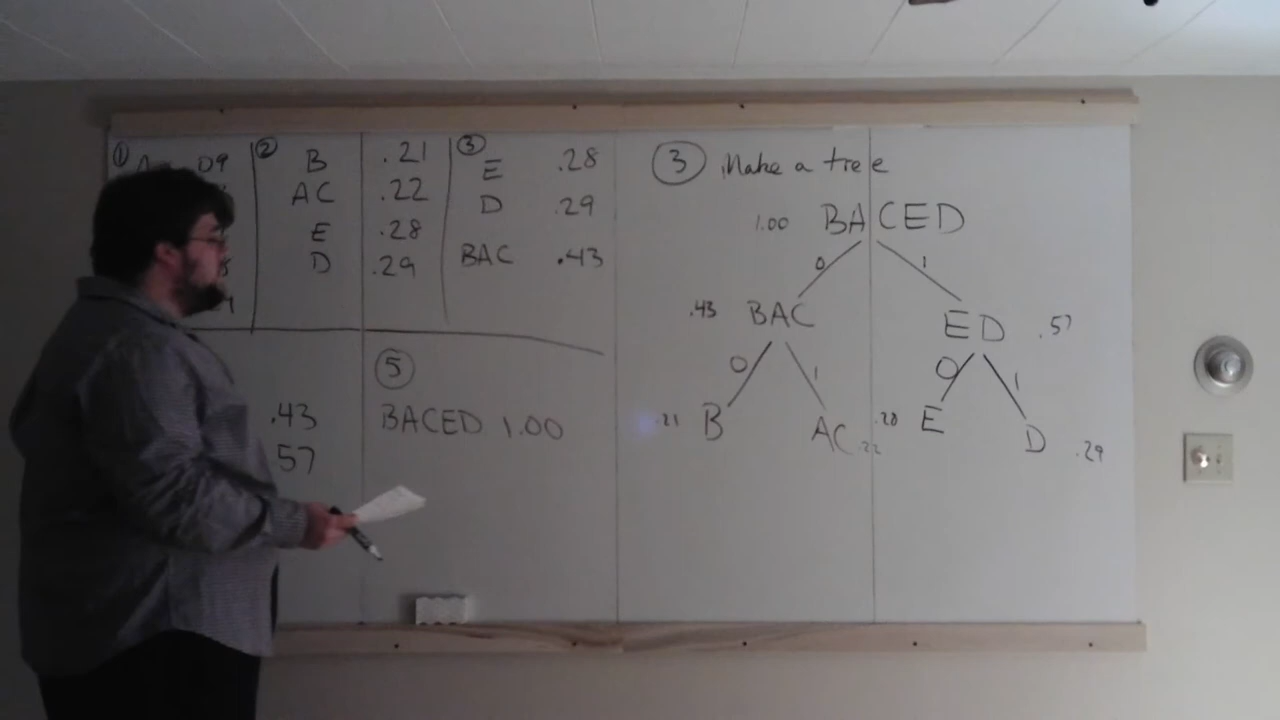 ① A .09
② B .21
AC .22
E .28
D .29
③ E .28
D .29
BAC .43
.43
57
⑤
BACED 1.00
③ Make a tree
1.00 BACED
0 1
.43 BAC ED .57
0 1 0 1
.21 B AC .22 .28 E D .29